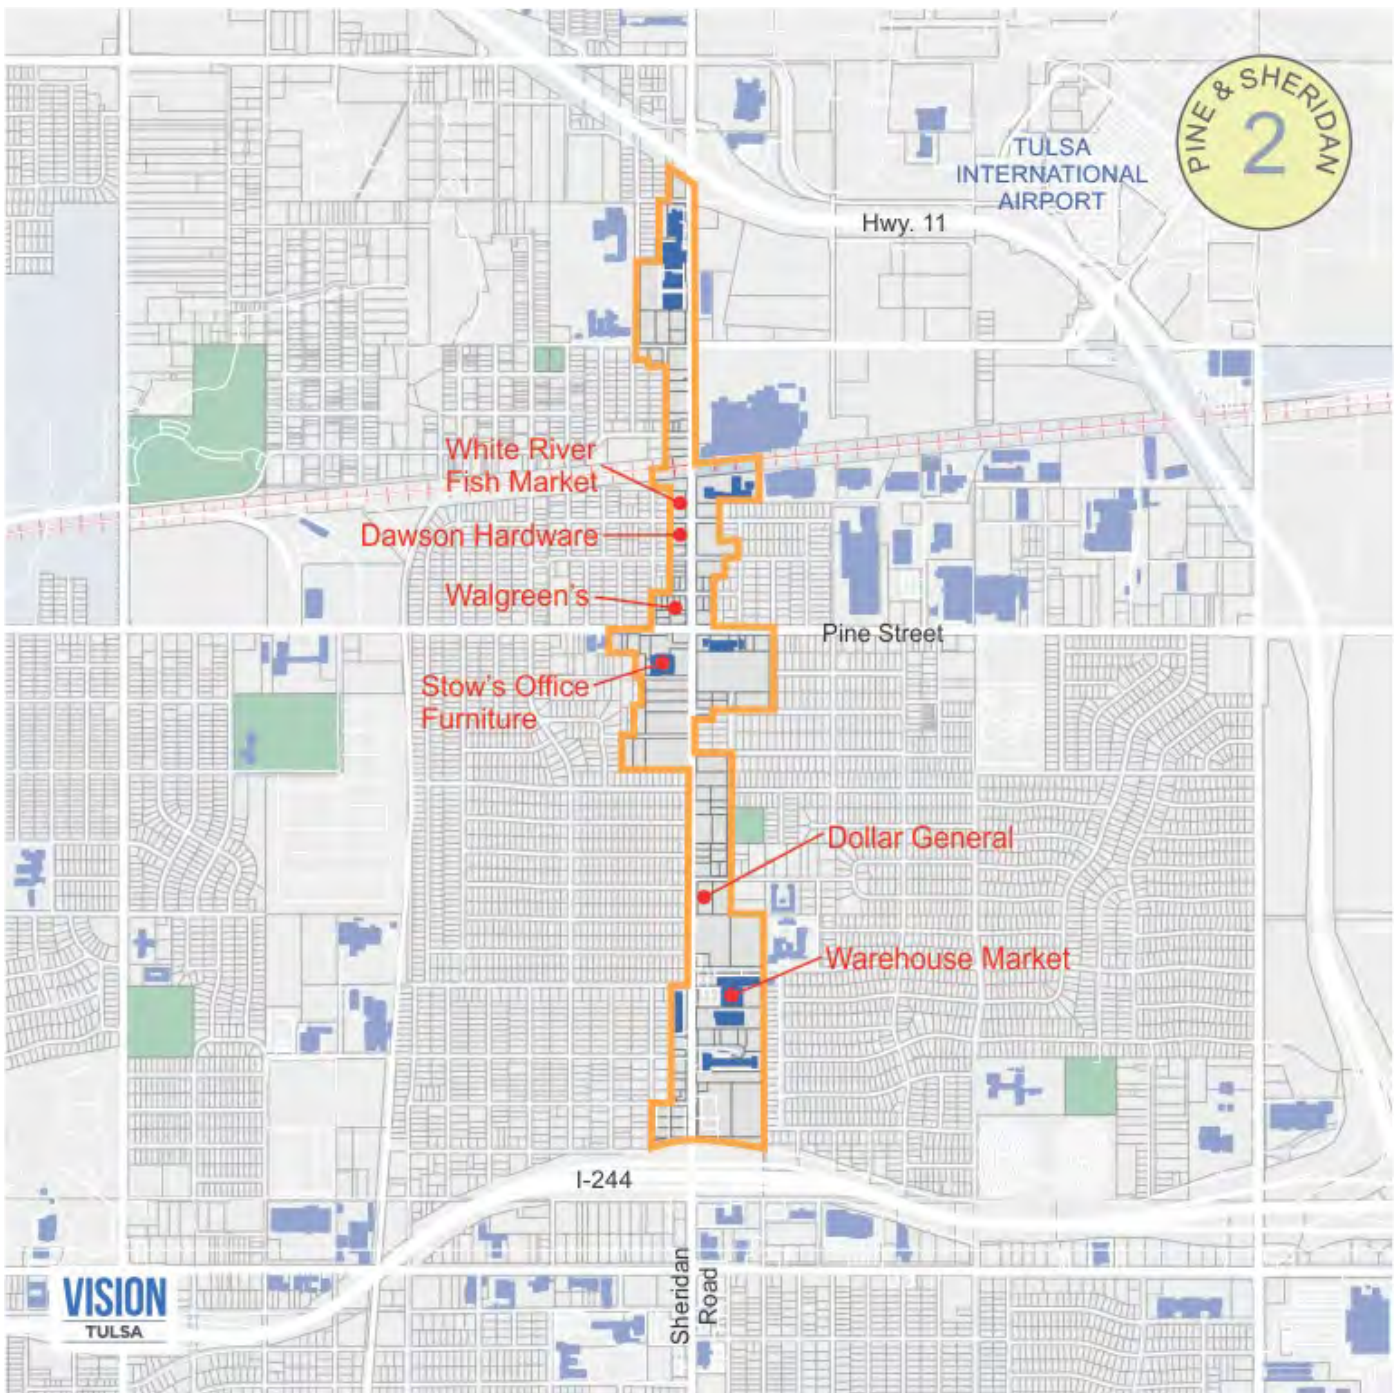 PINE & SHERIDAN
2
TULSA
INTERNATIONAL
AIRPORT
Hwy. 11
White River
Fish Market
Dawson Hardware
Walgreen's
Pine Street
Stow's Office
Furniture
Dollar General
Warehouse Market
I-244
Sheridan
Road
VISION
TULSA